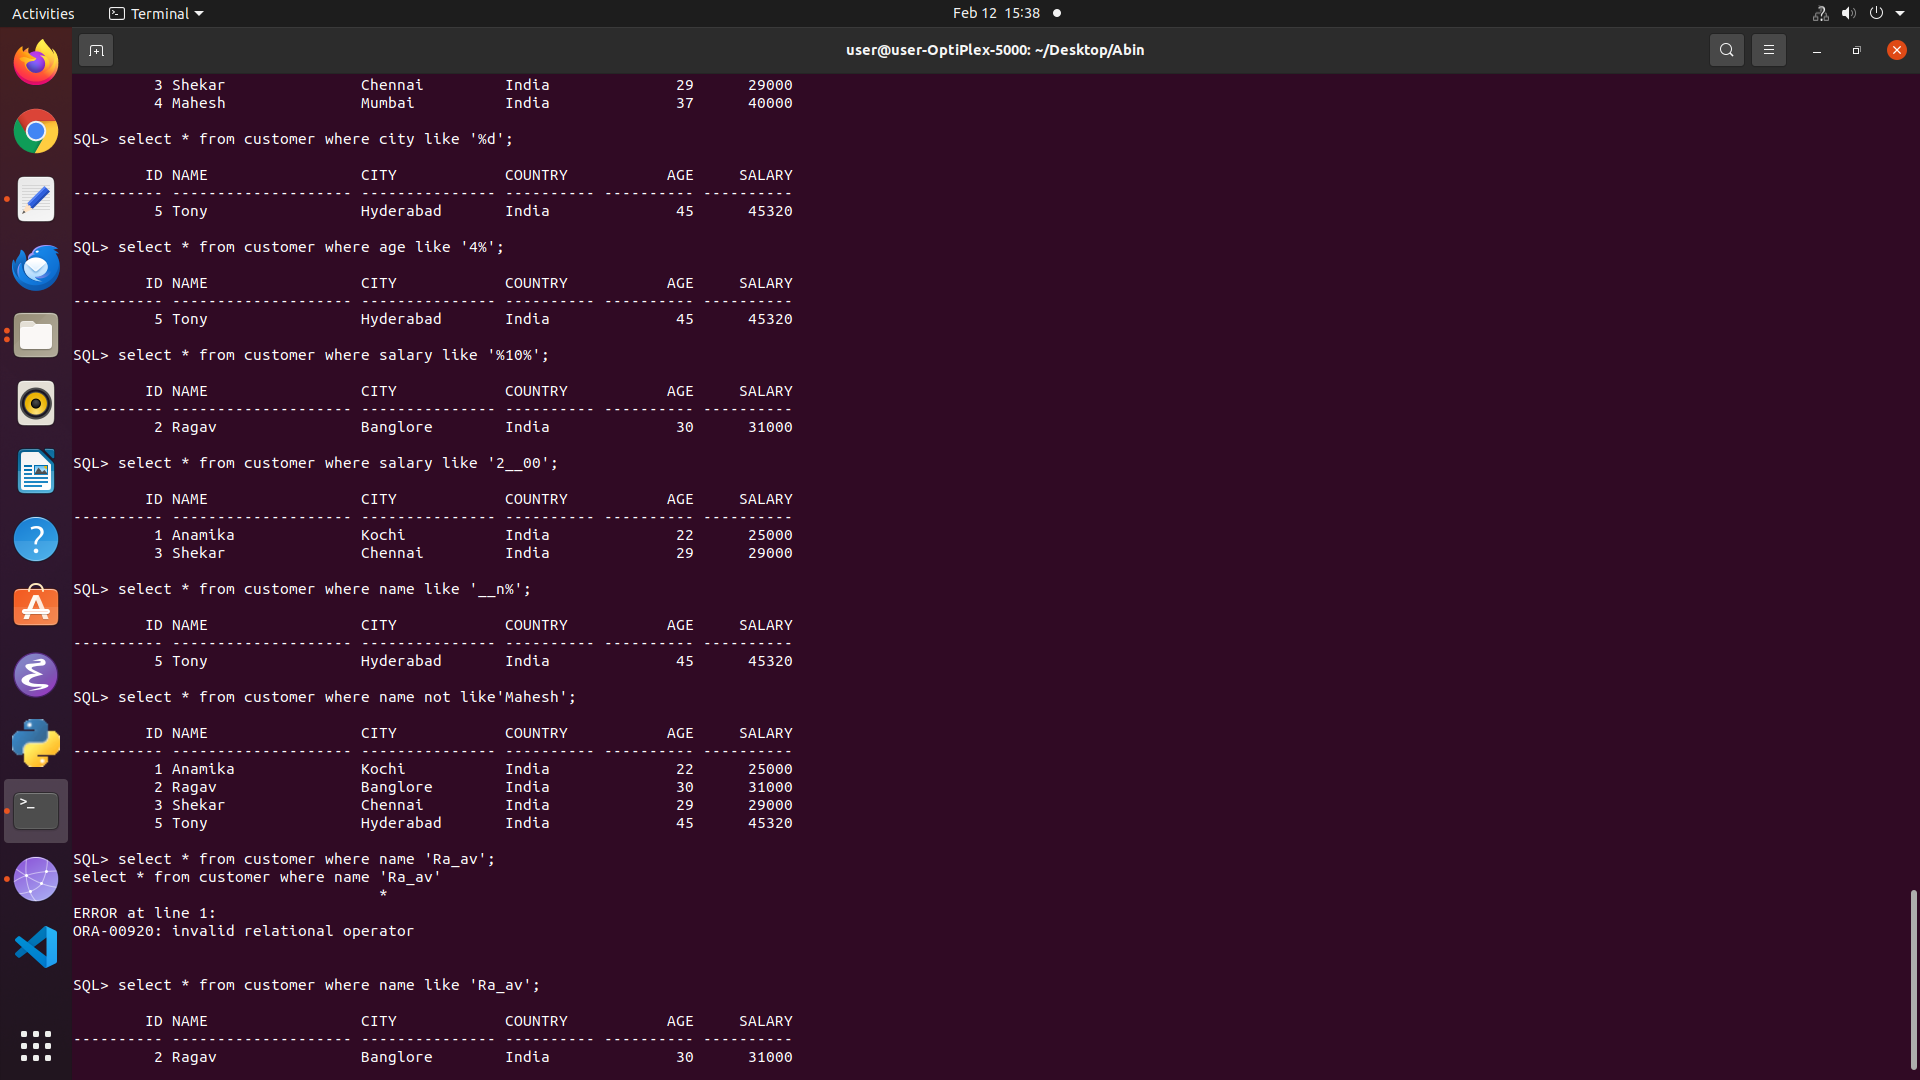 Activities Terminal Feb 12 15:38
user@user-OptiPlex-5000: ~/Desktop/Abin
3 Shekar Chennai India 29 29000
4 Mahesh Mumbai India 37 40000
SQL> select * from customer where city like '%d';
ID NAME CITY COUNTRY AGE SALARY
---------- -------------------- --------------- ---------- ---------- ----------
5 Tony Hyderabad India 45 45320
SQL> select * from customer where age like '4%';
ID NAME CITY COUNTRY AGE SALARY
---------- -------------------- --------------- ---------- ---------- ----------
5 Tony Hyderabad India 45 45320
SQL> select * from customer where salary like '%10%';
ID NAME CITY COUNTRY AGE SALARY
---------- -------------------- --------------- ---------- ---------- ----------
2 Ragav Banglore India 30 31000
SQL> select * from customer where salary like '2__00';
ID NAME CITY COUNTRY AGE SALARY
---------- -------------------- --------------- ---------- ---------- ----------
1 Anamika Kochi India 22 25000
3 Shekar Chennai India 29 29000
SQL> select * from customer where name like '__n%';
ID NAME CITY COUNTRY AGE SALARY
---------- -------------------- --------------- ---------- ---------- ----------
5 Tony Hyderabad India 45 45320
SQL> select * from customer where name not like'Mahesh';
ID NAME CITY COUNTRY AGE SALARY
---------- -------------------- --------------- ---------- ---------- ----------
1 Anamika Kochi India 22 25000
2 Ragav Banglore India 30 31000
3 Shekar Chennai India 29 29000
5 Tony Hyderabad India 45 45320
SQL> select * from customer where name 'Ra_av';
select * from customer where name 'Ra_av'
*
ERROR at line 1:
ORA-00920: invalid relational operator
SQL> select * from customer where name like 'Ra_av';
ID NAME CITY COUNTRY AGE SALARY
---------- -------------------- --------------- ---------- ---------- ----------
2 Ragav Banglore India 30 31000